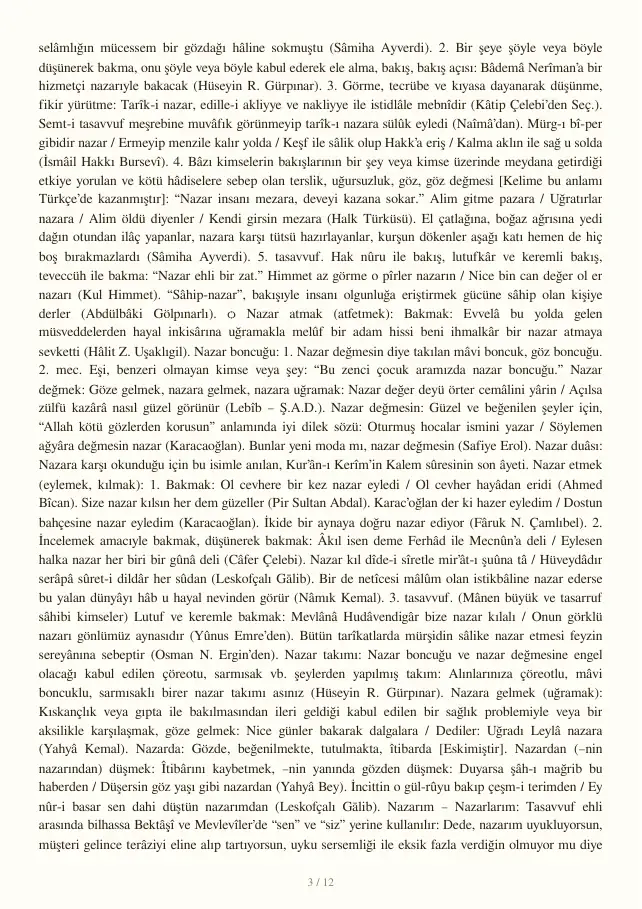 selâmlığın mücessem bir gözdağı hâline sokmuştu (Sâmiha Ayverdi). 2. Bir şeye şöyle veya böyle
düşünerek bakma, onu şöyle veya böyle kabul ederek ele alma, bakış, bakış açısı: Bâdemâ Nerîman’a bir
hizmetçi nazarıyle bakacak (Hüseyin R. Gürpınar). 3. Görme, tecrübe ve kıyasa dayanarak düşünme,
fikir yürütme: Tarîk-i nazar, edille-i akliyye ve nakliyye ile istidlâle mebnîdir (Kâtip Çelebi’den Seç.).
Semt-i tasavvuf meşrebine muvâfık görünmeyip tarîk-ı nazara sülûk eyledi (Naîmâ’dan). Mürg-ı bî-per
gibidir nazar / Ermeyip menzile kalır yolda / Keşf ile sâlik olup Hakk’a eriş / Kalma aklın ile sağ u solda
(İsmâil Hakkı Bursevî). 4. Bâzı kimselerin bakışlarının bir şey veya kimse üzerinde meydana getirdiği
etkiye yorulan ve kötü hâdiselere sebep olan terslik, uğursuzluk, göz, göz değmesi [Kelime bu anlamı
Türkçe’de kazanmıştır]: “Nazar insanı mezara, deveyi kazana sokar.” Alim gitme pazara / Uğratırlar
nazara / Alim öldü diyenler / Kendi girsin mezara (Halk Türküsü). El çatlağına, boğaz ağrısına yedi
dağın otundan ilâç yapanlar, nazara karşı tütsü hazırlayanlar, kurşun dökenler aşağı katı hemen de hiç
boş bırakmazlardı (Sâmiha Ayverdi). 5. tasavvuf. Hak nûru ile bakış, lutufkâr ve keremli bakış,
teveccüh ile bakma: “Nazar ehli bir zat.” Himmet az görme o pîrler nazarın / Nice bin can değer ol er
nazarı (Kul Himmet). “Sâhip-nazar”, bakışıyle insanı olgunluğa eriştirmek gücüne sâhip olan kişiye
derler (Abdülbâki Gölpınarlı). ѻ Nazar atmak (atfetmek): Bakmak: Evvelâ bu yolda gelen
müsveddelerden hayal inkisârına uğramakla melûf bir adam hissi beni ihmalkâr bir nazar atmaya
sevketti (Hâlit Z. Uşaklıgil). Nazar boncuğu: 1. Nazar değmesin diye takılan mâvi boncuk, göz boncuğu.
2. mec. Eşi, benzeri olmayan kimse veya şey: “Bu zenci çocuk aramızda nazar boncuğu.” Nazar
değmek: Göze gelmek, nazara gelmek, nazara uğramak: Nazar değer deyü örter cemâlini yârin / Açılsa
zülfü kazârâ nasıl güzel görünür (Lebîb – Ş.A.D.). Nazar değmesin: Güzel ve beğenilen şeyler için,
“Allah kötü gözlerden korusun” anlamında iyi dilek sözü: Oturmuş hocalar ismini yazar / Söylemen
ağyâra değmesin nazar (Karacaoğlan). Bunlar yeni moda mı, nazar değmesin (Safiye Erol). Nazar duâsı:
Nazara karşı okunduğu için bu isimle anılan, Kur’ân-ı Kerîm’in Kalem sûresinin son âyeti. Nazar etmek
(eylemek, kılmak): 1. Bakmak: Ol cevhere bir kez nazar eyledi / Ol cevher hayâdan eridi (Ahmed
Bîcan). Size nazar kılsın her dem güzeller (Pir Sultan Abdal). Karac’oğlan der ki hazer eyledim / Dostun
bahçesine nazar eyledim (Karacaoğlan). İkide bir aynaya doğru nazar ediyor (Fâruk N. Çamlıbel). 2.
İncelemek amacıyle bakmak, düşünerek bakmak: Âkıl isen deme Ferhâd ile Mecnûn’a deli / Eylesen
halka nazar her biri bir gûnâ deli (Câfer Çelebi). Nazar kıl dîde-i sîretle mir’ât-ı şuûna tâ / Hüveydâdır
serâpâ sûret-i dildâr her sûdan (Leskofçalı Gālib). Bir de netîcesi mâlûm olan istikbâline nazar ederse
bu yalan dünyâyı hâb u hayal nevinden görür (Nâmık Kemal). 3. tasavvuf. (Mânen büyük ve tasarruf
sâhibi kimseler) Lutuf ve keremle bakmak: Mevlânâ Hudâvendigâr bize nazar kılalı / Onun görklü
nazarı gönlümüz aynasıdır (Yûnus Emre’den). Bütün tarîkatlarda mürşidin sâlike nazar etmesi feyzin
sereyânına sebeptir (Osman N. Ergin’den). Nazar takımı: Nazar boncuğu ve nazar değmesine engel
olacağı kabul edilen çöreotu, sarmısak vb. şeylerden yapılmış takım: Alınlarınıza çöreotlu, mâvi
boncuklu, sarmısaklı birer nazar takımı asınız (Hüseyin R. Gürpınar). Nazara gelmek (uğramak):
Kıskançlık veya gıpta ile bakılmasından ileri geldiği kabul edilen bir sağlık problemiyle veya bir
aksilikle karşılaşmak, göze gelmek: Nice günler bakarak dalgalara / Dediler: Uğradı Leylâ nazara
(Yahyâ Kemal). Nazarda: Gözde, beğenilmekte, tutulmakta, îtibarda [Eskimiştir]. Nazardan (–nin
nazarından) düşmek: Îtibârını kaybetmek, –nin yanında gözden düşmek: Duyarsa şâh-ı mağrib bu
haberden / Düşersin göz yaşı gibi nazardan (Yahyâ Bey). İncittin o gül-rûyu bakıp çeşm-i terimden / Ey
nûr-i basar sen dahi düştün nazarımdan (Leskofçalı Gālib). Nazarım – Nazarlarım: Tasavvuf ehli
arasında bilhassa Bektâşî ve Mevlevîler’de “sen” ve “siz” yerine kullanılır: Dede, nazarım uyukluyorsun,
müşteri gelince terâziyi eline alıp tartıyorsun, uyku sersemliği ile eksik fazla verdiğin olmuyor mu diye
3 / 12